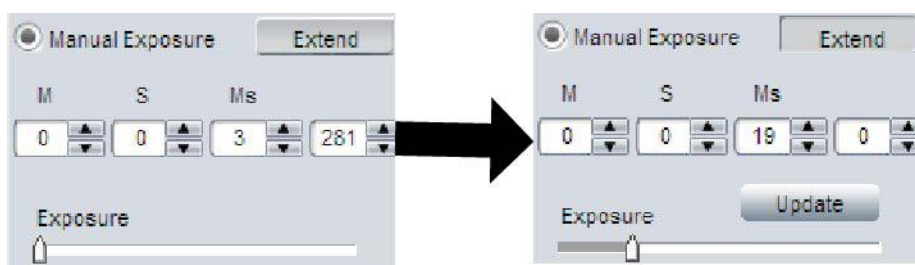 Manual Exposure Extend
M S Ms
0 0 3 281
Exposure
Manual Exposure Extend
M S Ms
0 0 19 0
Update
Exposure